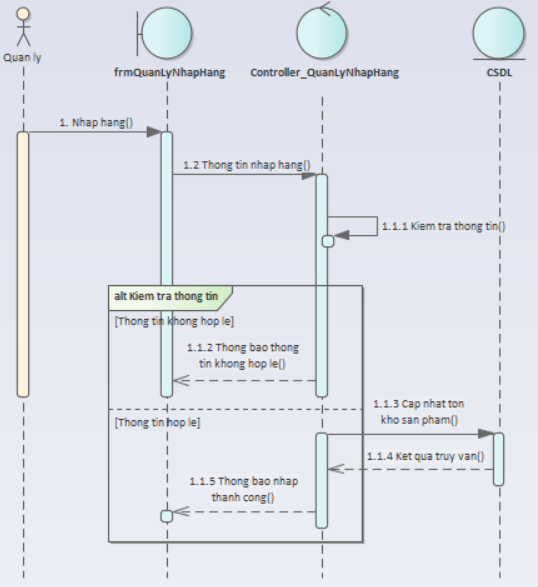 Quan ly
frmQuanLyNhapHang
Controller_QuanLyNhapHang
CSDL
1. Nhap hang()
1.2 Thong tin nhap hang()
1.1.1 Kiem tra thong tin()
alt Kiem tra thong tin
[Thong tin khong hop le]
1.1.2 Thong bao thong
tin khong hop le()
1.1.3 Cap nhat ton
kho san pham()
[Thong tin hop le]
1.1.4 Ket qua truy van()
1.1.5 Thong bao nhap
thanh cong()